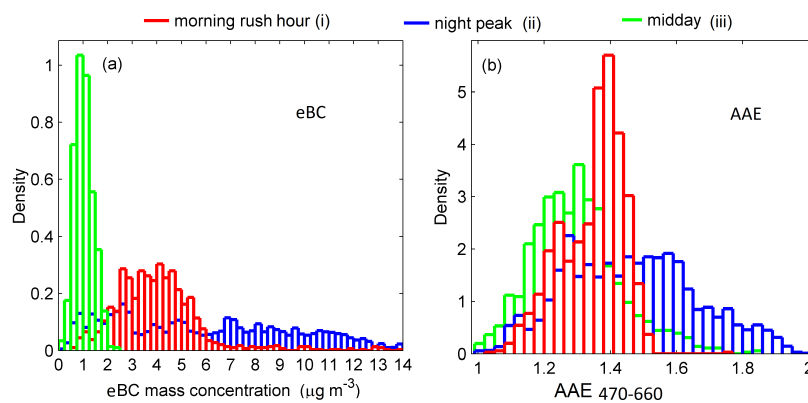 morning rush hour (i) night peak (ii) midday (iii)
(a)
eBC
Density
1
0.8
0.6
0.4
0.2
0
0 1 2 3 4 5 6 7 8 9 10 11 12 13 14
eBC mass concentration (μg m⁻³)
(b)
AAE
Density
5
4
3
2
1
0
1 1.2 1.4 1.6 1.8 2
AAE 470-660